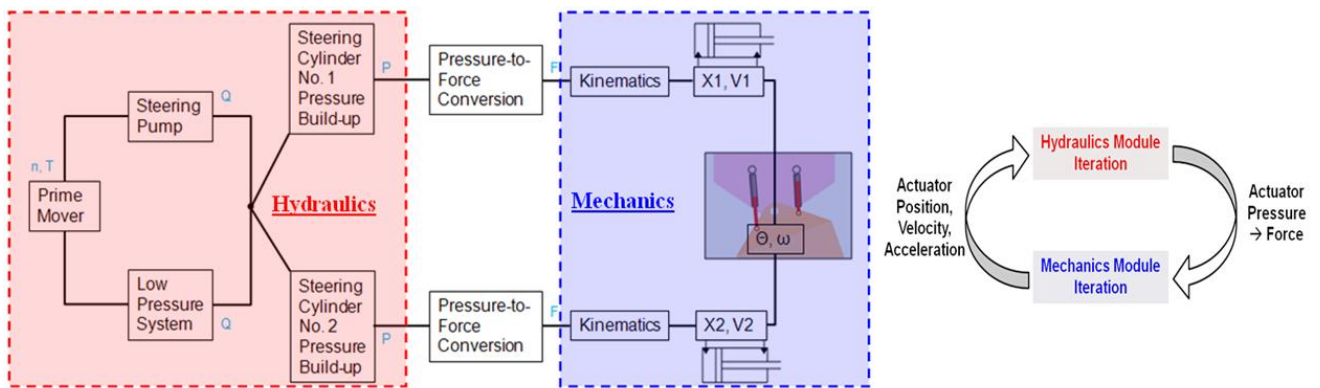 Steering
Cylinder
No. 1
Pressure
Build-up
P
Pressure-to-
Force
Conversion
F
Kinematics
X1, V1
Steering
Pump
Q
n, T
Prime
Mover
Hydraulics
Mechanics
Θ, ω
Low
Pressure
System
Q
Steering
Cylinder
No. 2
Pressure
Build-up
P
Pressure-to-
Force
Conversion
F
Kinematics
X2, V2
Hydraulics Module
Iteration
Actuator
Position,
Velocity,
Acceleration
Actuator
Pressure
→ Force
Mechanics Module
Iteration